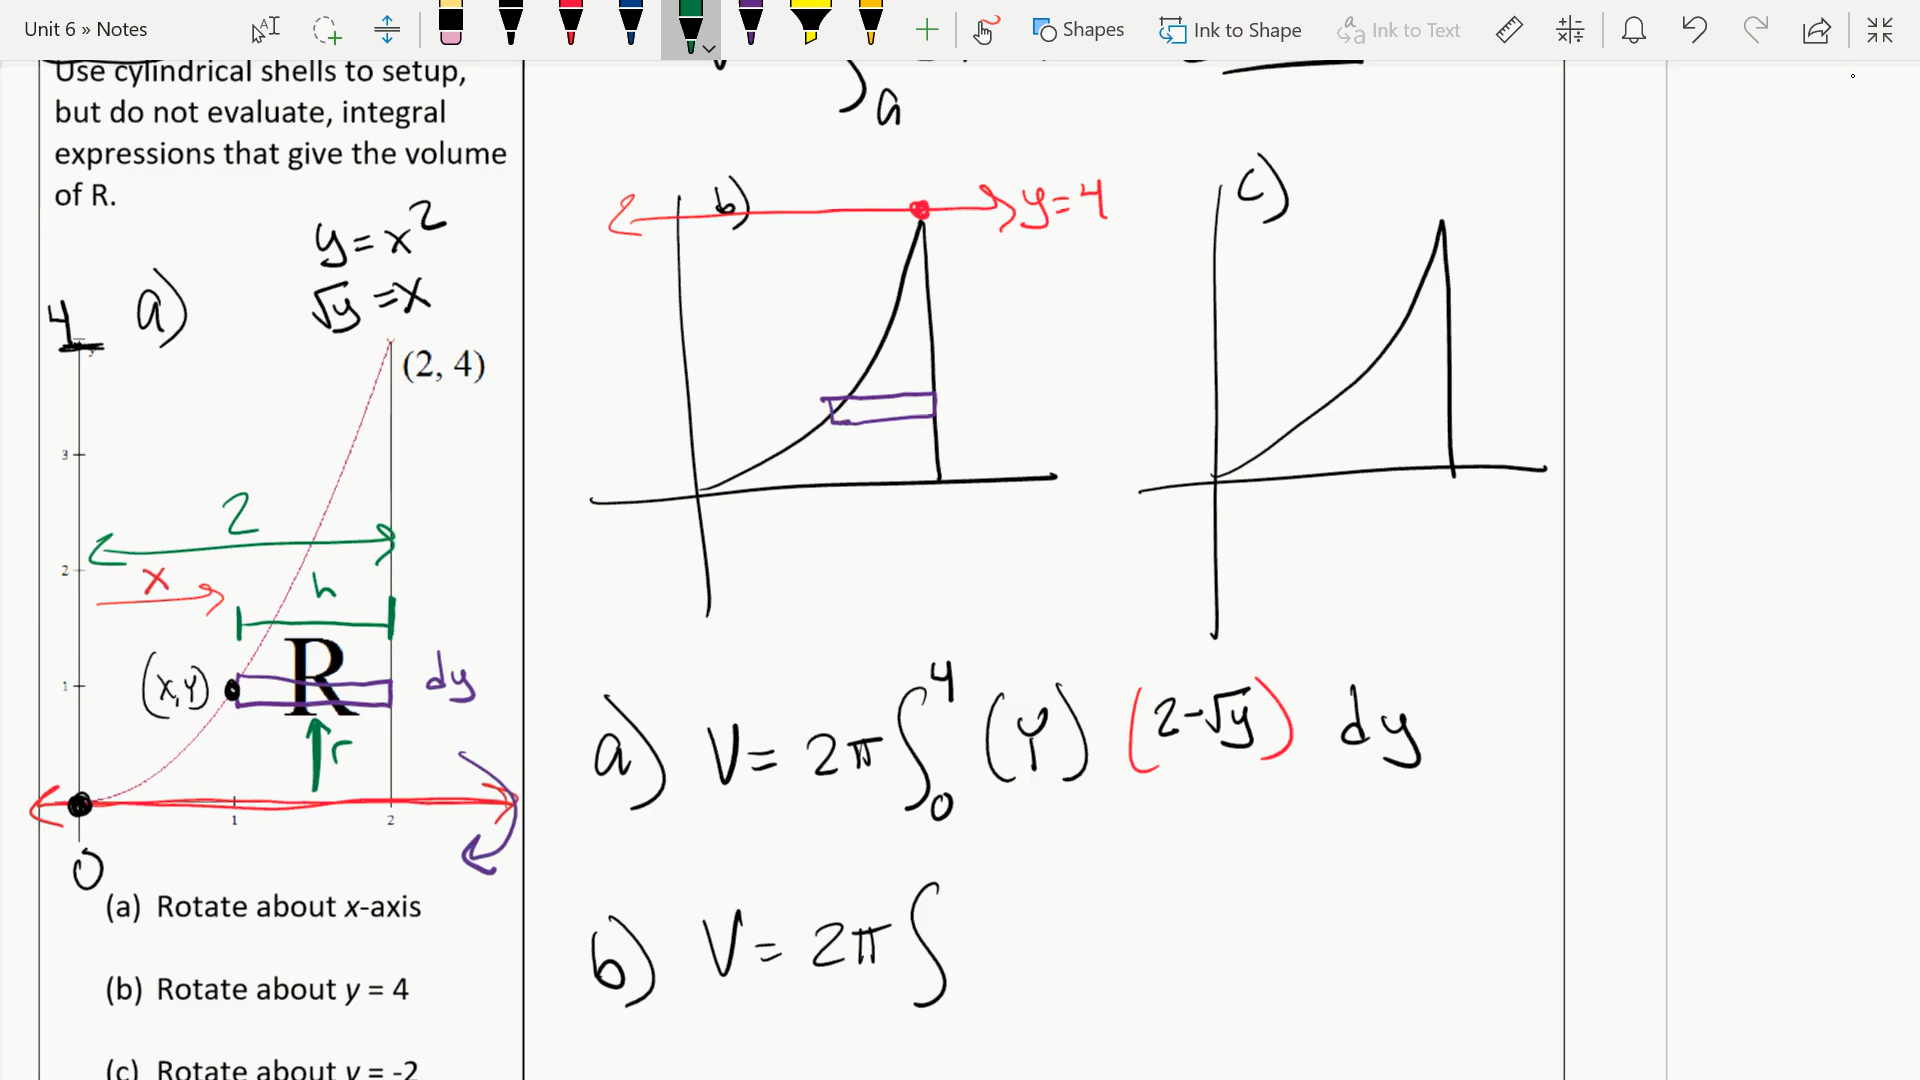 Unit 6 » Notes
Shapes
Ink to Shape
Ink to Text
Use cylindrical shells to setup,
but do not evaluate, integral
expressions that give the volume
of R.
y = x²
√y = x
4
a)
(2, 4)
3
2
x
2
h
1
(x,y)
R
dy
r
1
2
0
(a) Rotate about x-axis
(b) Rotate about y = 4
(c) Rotate about y = -2
a
b)
y=4
c)
a) V = 2π ∫₀⁴ (y) (2-√y) dy
b) V = 2π ∫